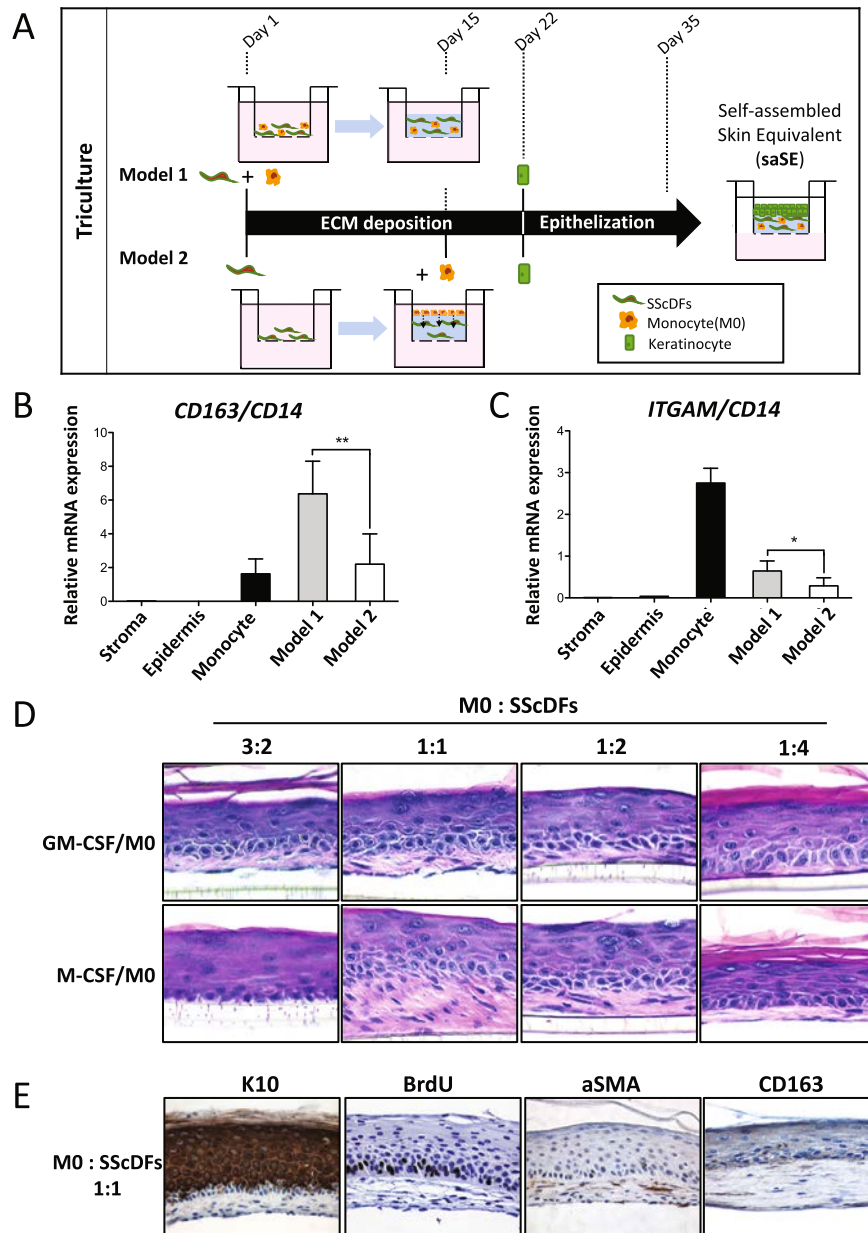 A
Triculture
Day 1
Day 15
Day 22
Day 35
Model 1
+
ECM deposition
Epithelization
Model 2
+
Self-assembled
Skin Equivalent
(saSE)
SScDFs
Monocyte(M0)
Keratinocyte
B
CD163/CD14
Relative mRNA expression
10
8
6
4
2
0
**
Stroma
Epidermis
Monocyte
Model 1
Model 2
C
ITGAM/CD14
Relative mRNA expression
4
3
2
1
0
*
Stroma
Epidermis
Monocyte
Model 1
Model 2
D
M0 : SScDFs
3:2
1:1
1:2
1:4
GM-CSF/M0
M-CSF/M0
E
K10
BrdU
aSMA
CD163
M0 : SScDFs
1:1